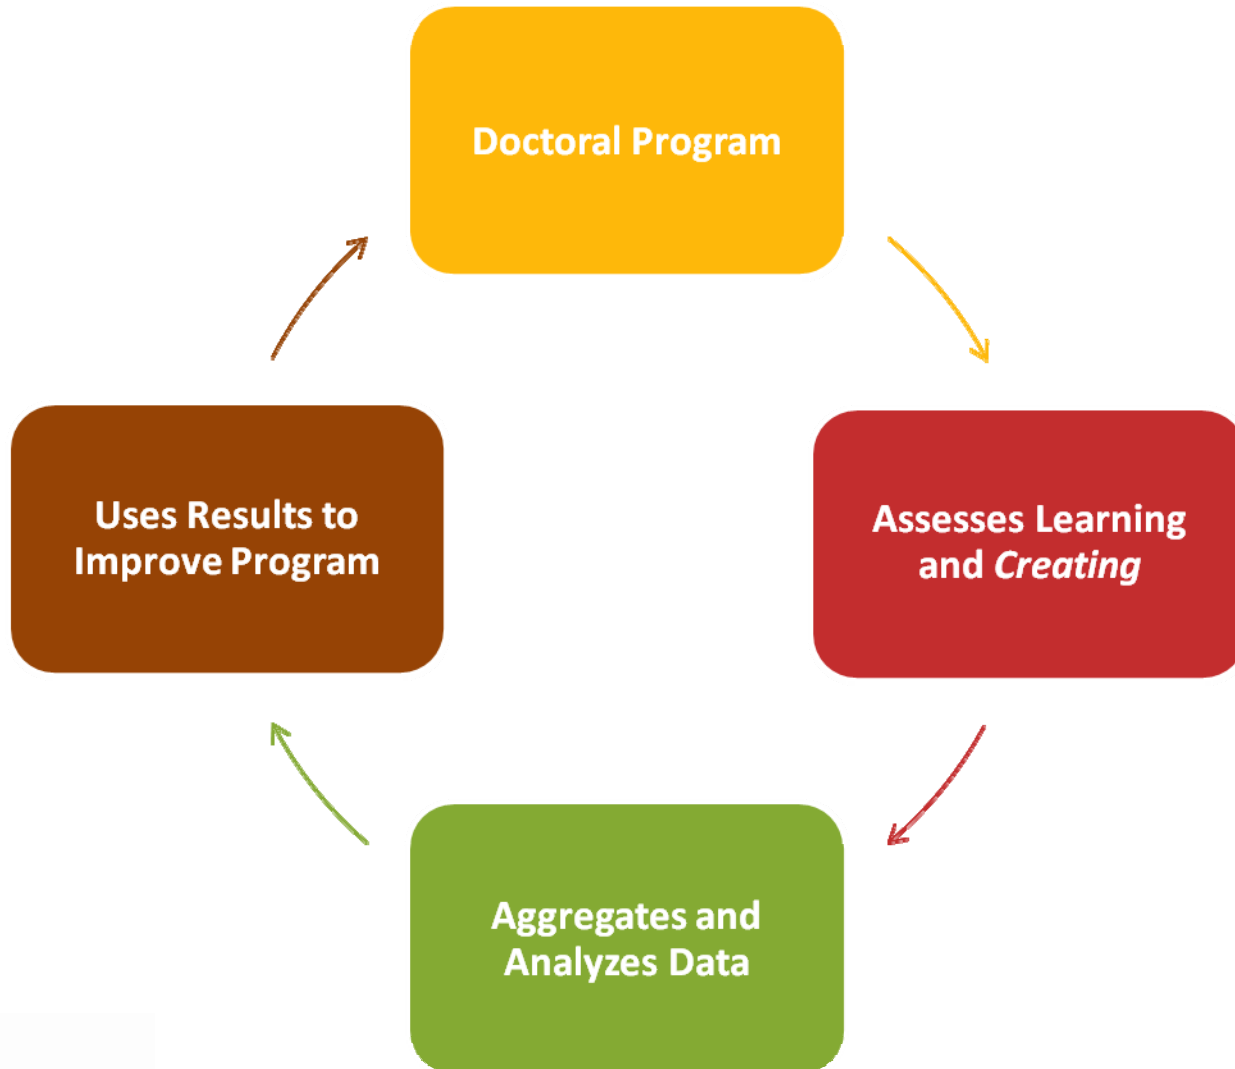 Doctoral Program
Assesses Learning
and Creating
Aggregates and
Analyzes Data
Uses Results to
Improve Program